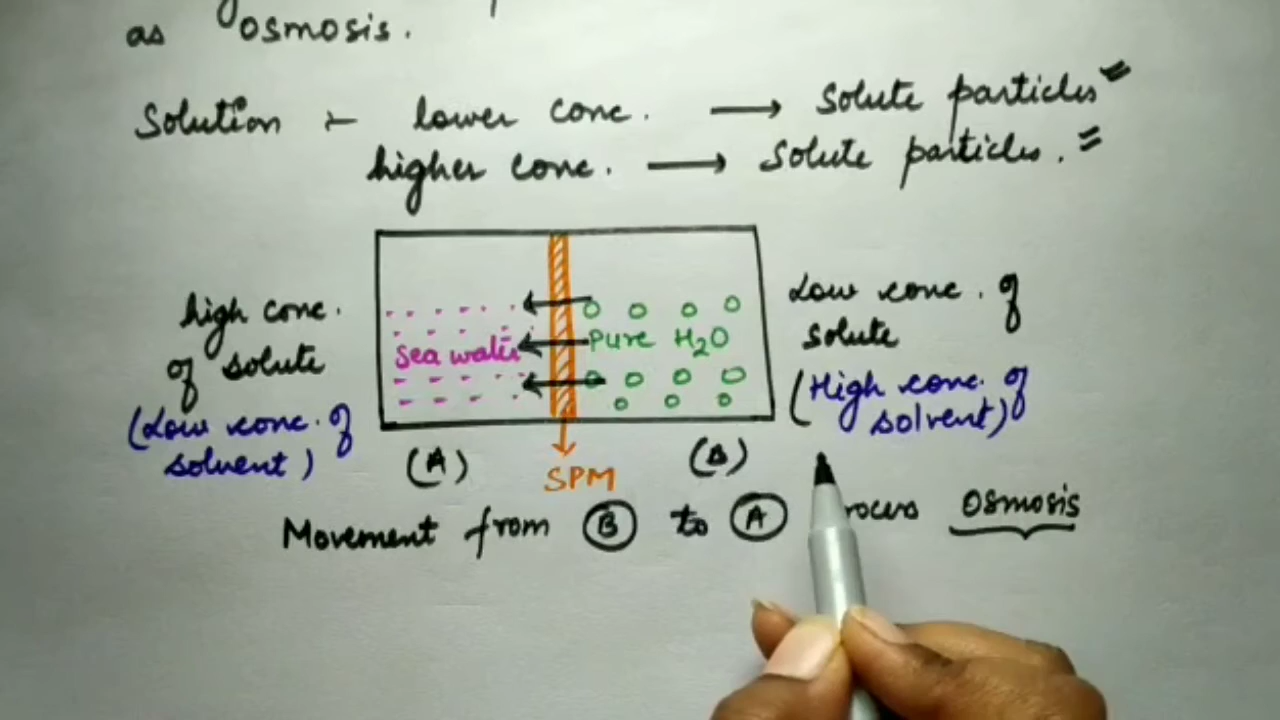 as osmosis.
Solution :- lower conc. → Solute particles
higher conc. → Solute particles.
high conc.
of solute
(Low conc. of
solvent)
Sea water
Pure H₂O
Low conc. of
solute
(High conc. of
solvent)
(A)
SPM
(B)
Movement from B to A Osmosis